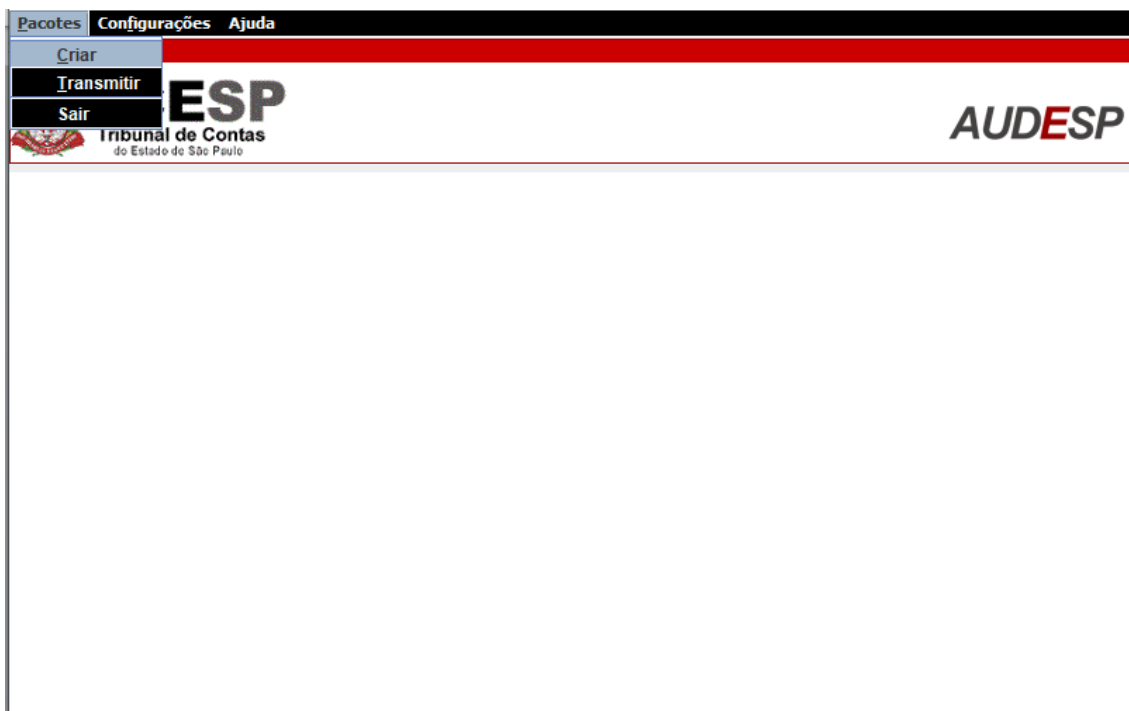 Pacotes Configurações Ajuda
Criar
Transmitir
Sair
ESP
Tribunal de Contas
do Estado de São Paulo
AUDESP